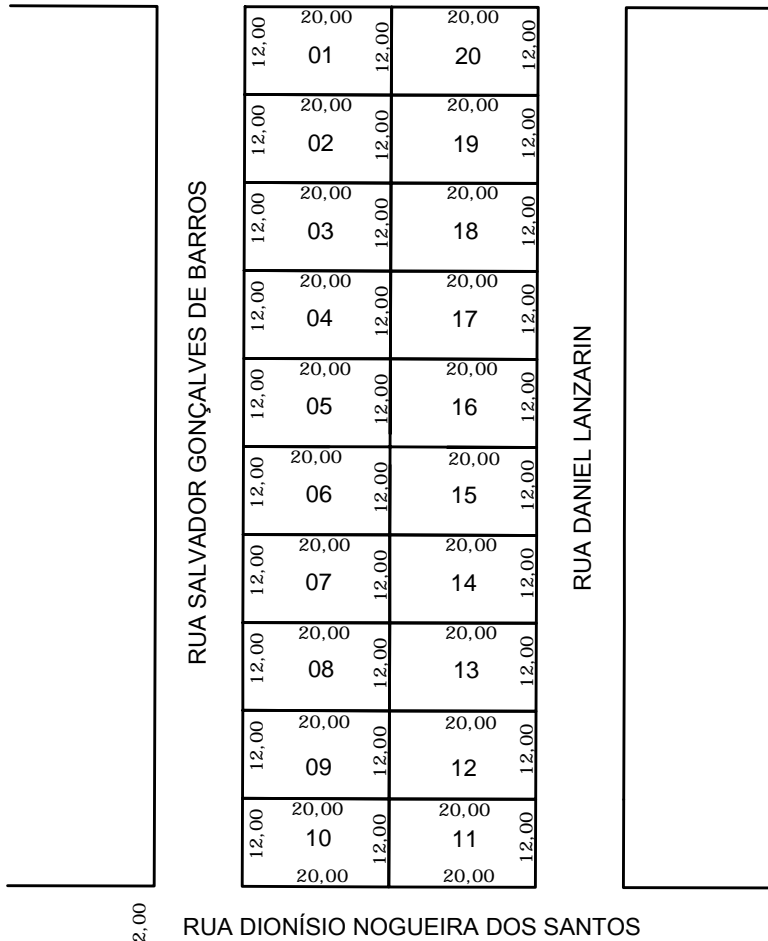 20,00 20,00
12,00 01 12,00 20 12,00
20,00 20,00
12,00 02 12,00 19 12,00
20,00 20,00
12,00 03 12,00 18 12,00
20,00 20,00
12,00 04 12,00 17 12,00
20,00 20,00
12,00 05 12,00 16 12,00
20,00 20,00
12,00 06 12,00 15 12,00
20,00 20,00
12,00 07 12,00 14 12,00
20,00 20,00
12,00 08 12,00 13 12,00
20,00 20,00
12,00 09 12,00 12 12,00
20,00 20,00
12,00 10 12,00 11 12,00
20,00 20,00
RUA SALVADOR GONÇALVES DE BARROS
RUA DANIEL LANZARIN
2,00
RUA DIONÍSIO NOGUEIRA DOS SANTOS